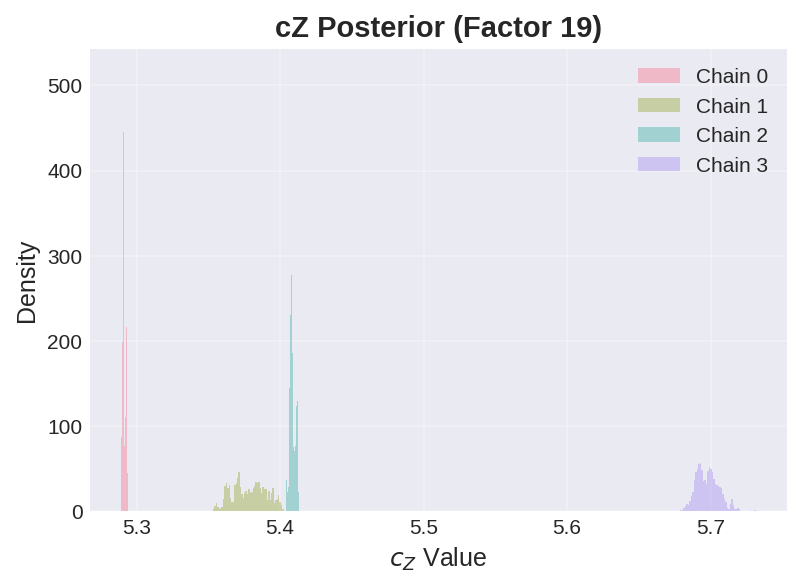 cZ Posterior (Factor 19)
500
400
300
200
100
0
Density
Chain 0
Chain 1
Chain 2
Chain 3
5.3 5.4 5.5 5.6 5.7
c_Z Value